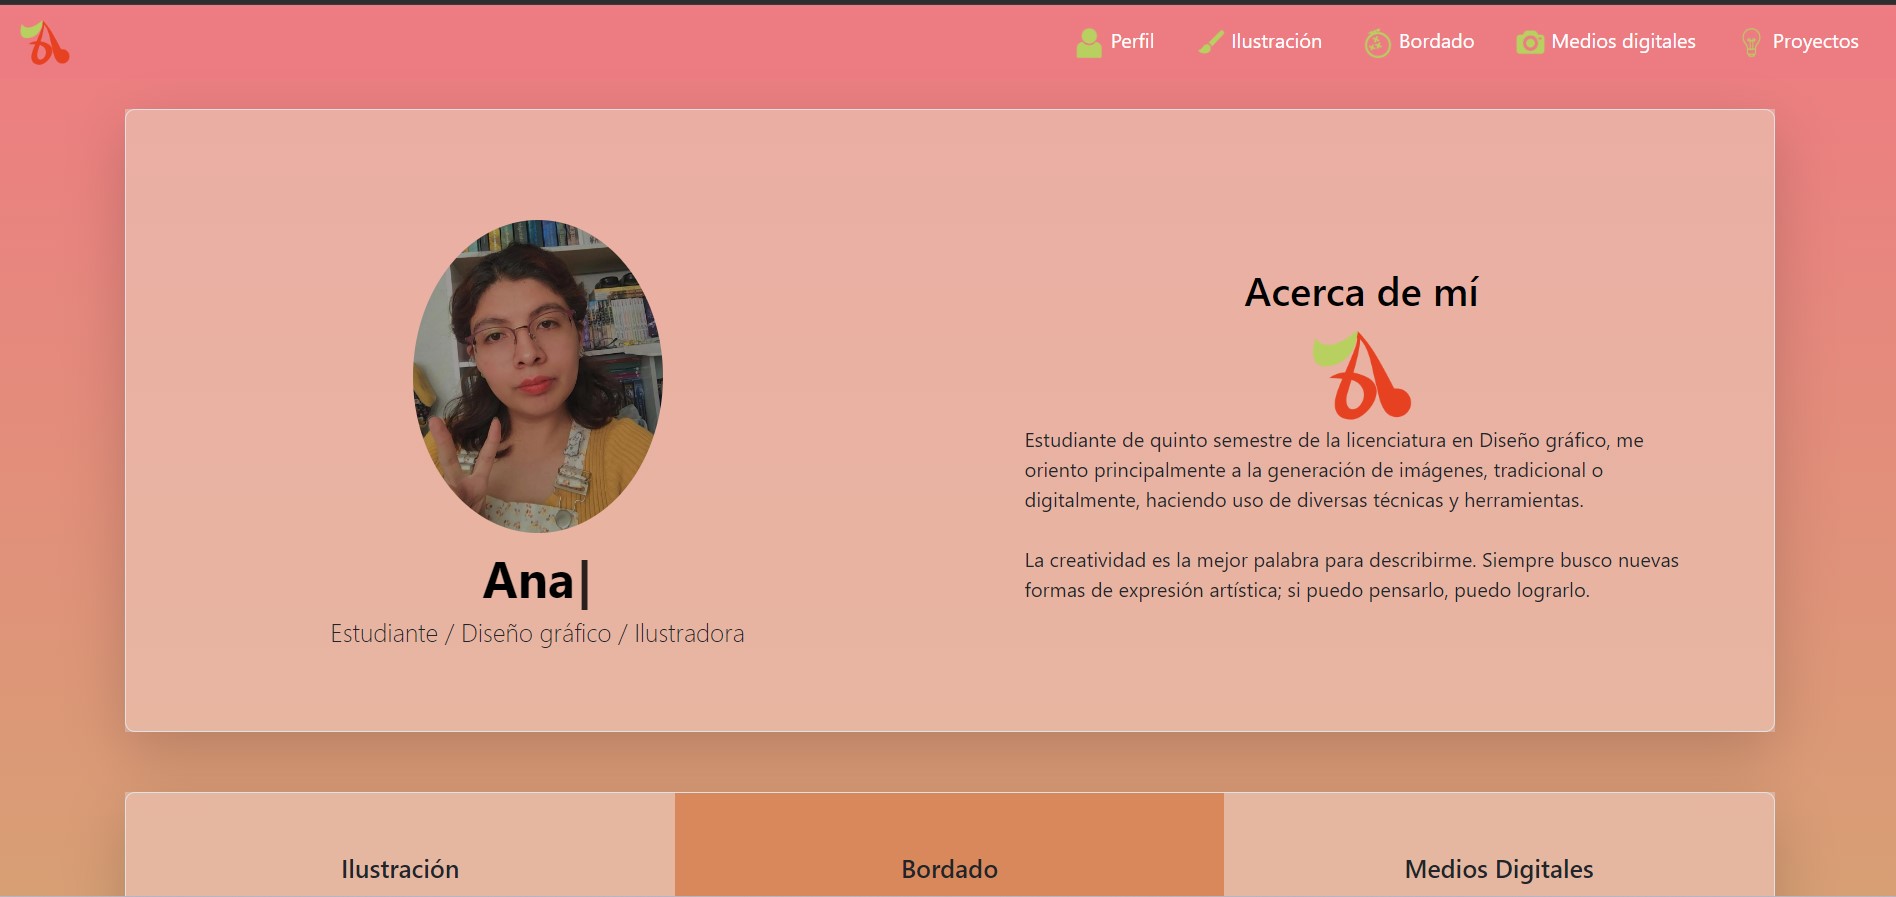 Perfil
Ilustración
Bordado
Medios digitales
Proyectos
Ana
Estudiante / Diseño gráfico / Ilustradora
Acerca de mí
Estudiante de quinto semestre de la licenciatura en Diseño gráfico, me
oriento principalmente a la generación de imágenes, tradicional o
digitalmente, haciendo uso de diversas técnicas y herramientas.
La creatividad es la mejor palabra para describirme. Siempre busco nuevas
formas de expresión artística; si puedo pensarlo, puedo lograrlo.
Ilustración
Bordado
Medios Digitales